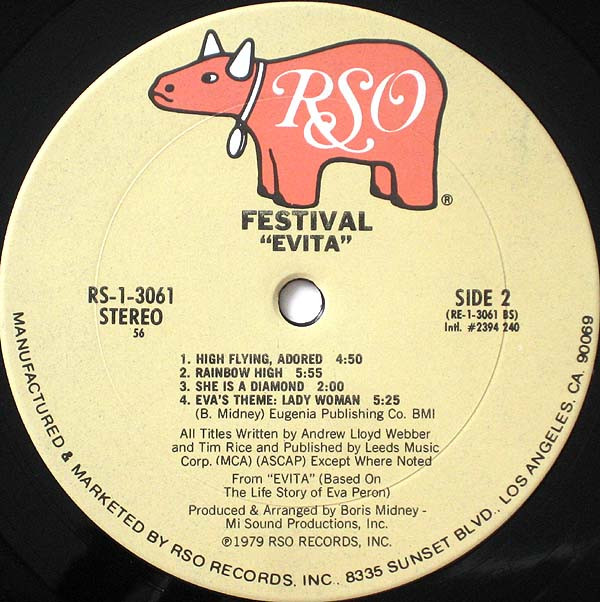 RSO
®
FESTIVAL
"EVITA"
RS-1-3061
STEREO
56
SIDE 2
(RE-1-3061 BS)
Intl. #2394 240
1. HIGH FLYING, ADORED 4:50
2. RAINBOW HIGH 5:55
3. SHE IS A DIAMOND 2:00
4. EVA'S THEME: LADY WOMAN 5:25
(B. Midney) Eugenia Publishing Co. BMI
All Titles Written by Andrew Lloyd Webber
and Tim Rice and Published by Leeds Music
Corp. (MCA) (ASCAP) Except Where Noted
From "EVITA" (Based On
The Life Story of Eva Peron)
Produced & Arranged by Boris Midney -
Mi Sound Productions, Inc.
℗1979 RSO RECORDS, INC.
MANUFACTURED & MARKETED BY RSO RECORDS, INC., 8335 SUNSET BLVD., LOS ANGELES, CA. 90069